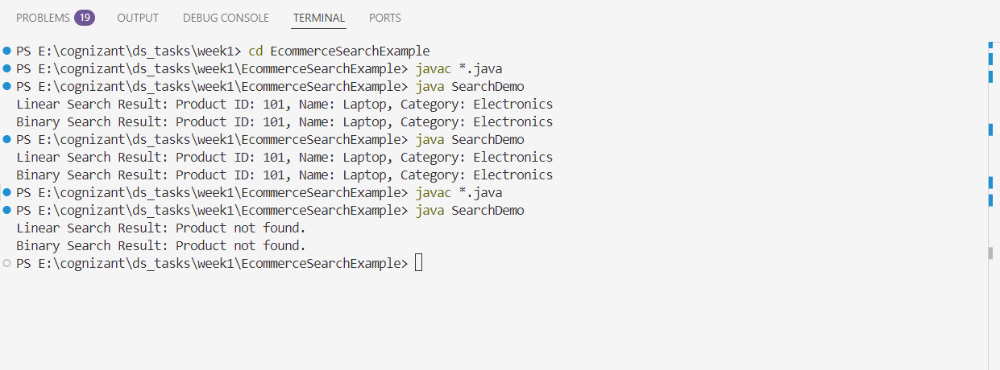 PROBLEMS 19 OUTPUT DEBUG CONSOLE TERMINAL PORTS
PS E:\cognizant\ds_tasks\week1> cd EcommerceSearchExample
PS E:\cognizant\ds_tasks\week1\EcommerceSearchExample> javac *.java
PS E:\cognizant\ds_tasks\week1\EcommerceSearchExample> java SearchDemo
Linear Search Result: Product ID: 101, Name: Laptop, Category: Electronics
Binary Search Result: Product ID: 101, Name: Laptop, Category: Electronics
PS E:\cognizant\ds_tasks\week1\EcommerceSearchExample> java SearchDemo
Linear Search Result: Product ID: 101, Name: Laptop, Category: Electronics
Binary Search Result: Product ID: 101, Name: Laptop, Category: Electronics
PS E:\cognizant\ds_tasks\week1\EcommerceSearchExample> javac *.java
PS E:\cognizant\ds_tasks\week1\EcommerceSearchExample> java SearchDemo
Linear Search Result: Product not found.
Binary Search Result: Product not found.
PS E:\cognizant\ds_tasks\week1\EcommerceSearchExample>